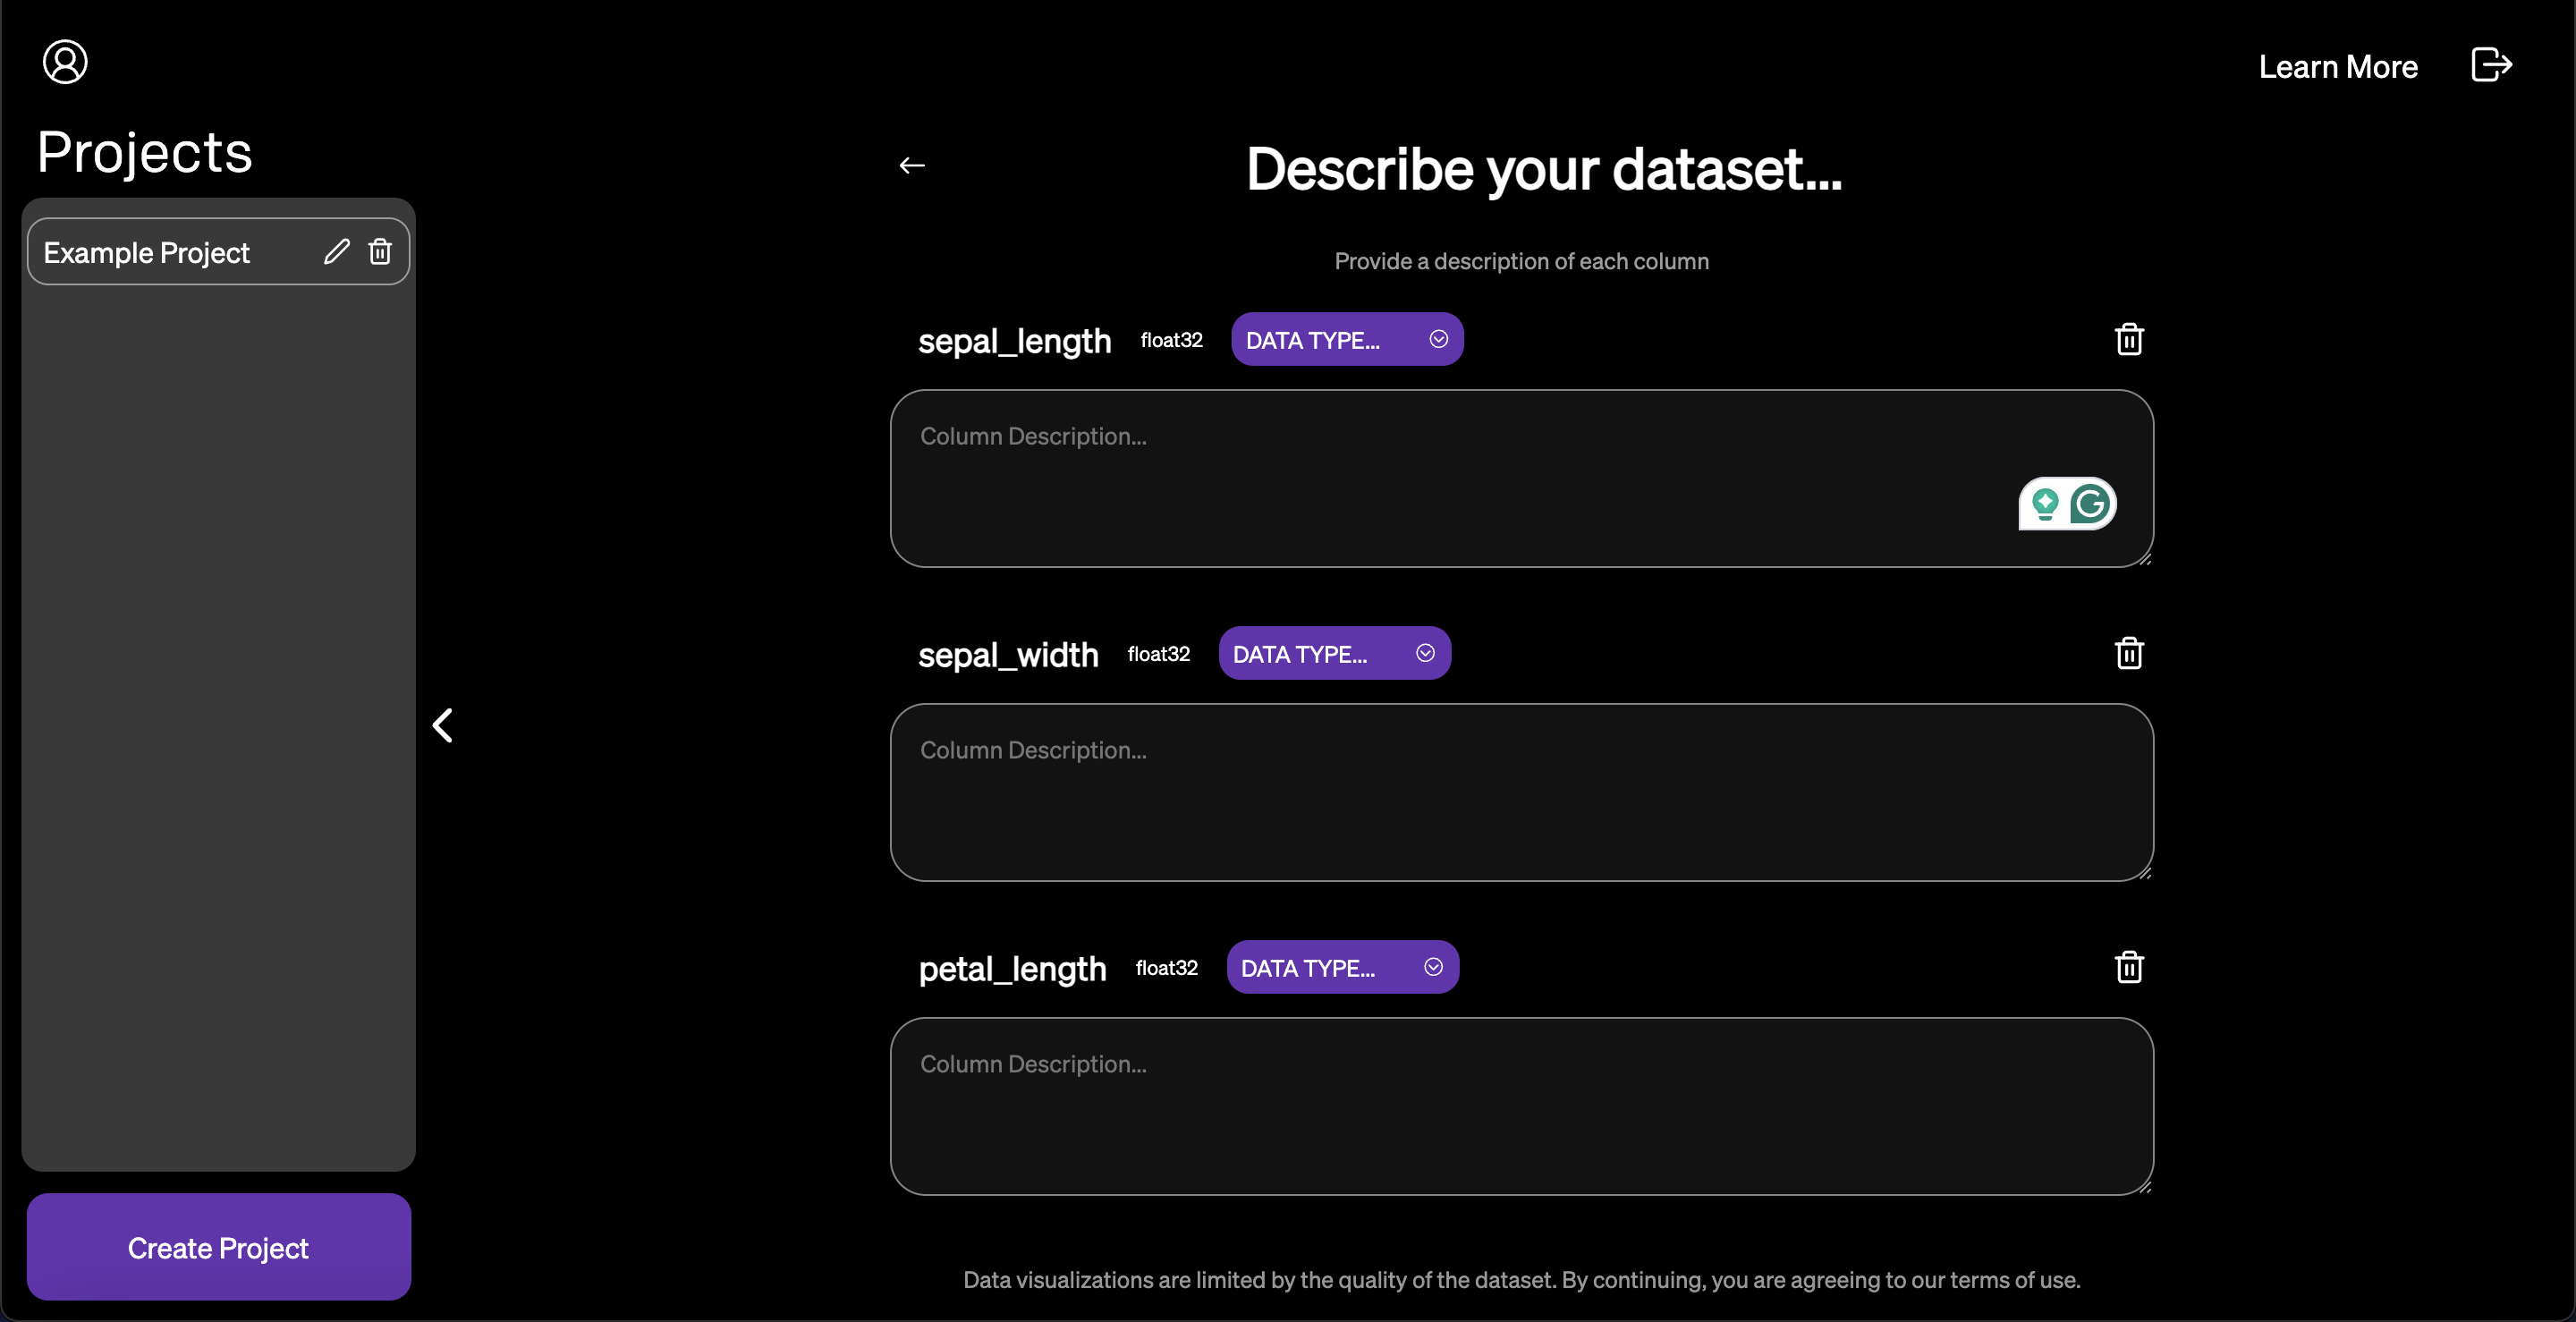 Learn More
Projects
Example Project
Create Project
Describe your dataset...
Provide a description of each column
sepal_length float32 DATA TYPE...
Column Description...
sepal_width float32 DATA TYPE...
Column Description...
petal_length float32 DATA TYPE...
Column Description...
Data visualizations are limited by the quality of the dataset. By continuing, you are agreeing to our terms of use.